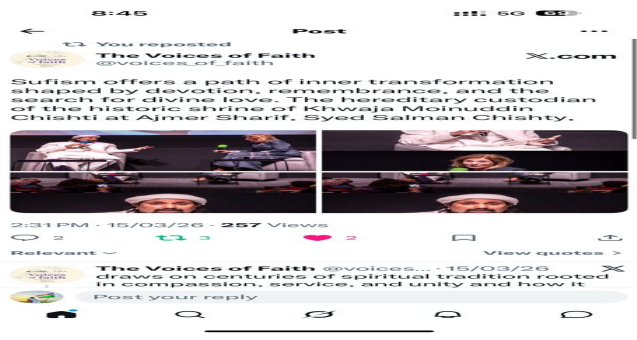 8:45
5G
69
Post
You reposted
The Voices of Faith
@voices_of_faith
X.com
Sufism offers a path of inner transformation
shaped by devotion, remembrance, and the
search for divine love. The hereditary custodian
of the historic shrine of Khwaja Moinuddin
Chishti at Ajmer Sharif, Syed Salman Chishty,
2:31 PM · 15/03/26 · 257 Views
2
3
2
Relevant
View quotes >
The Voices of Faith @voices... · 15/03/26
draws on centuries of spiritual tradition rooted
in compassion, service, and unity and how it
Post your reply